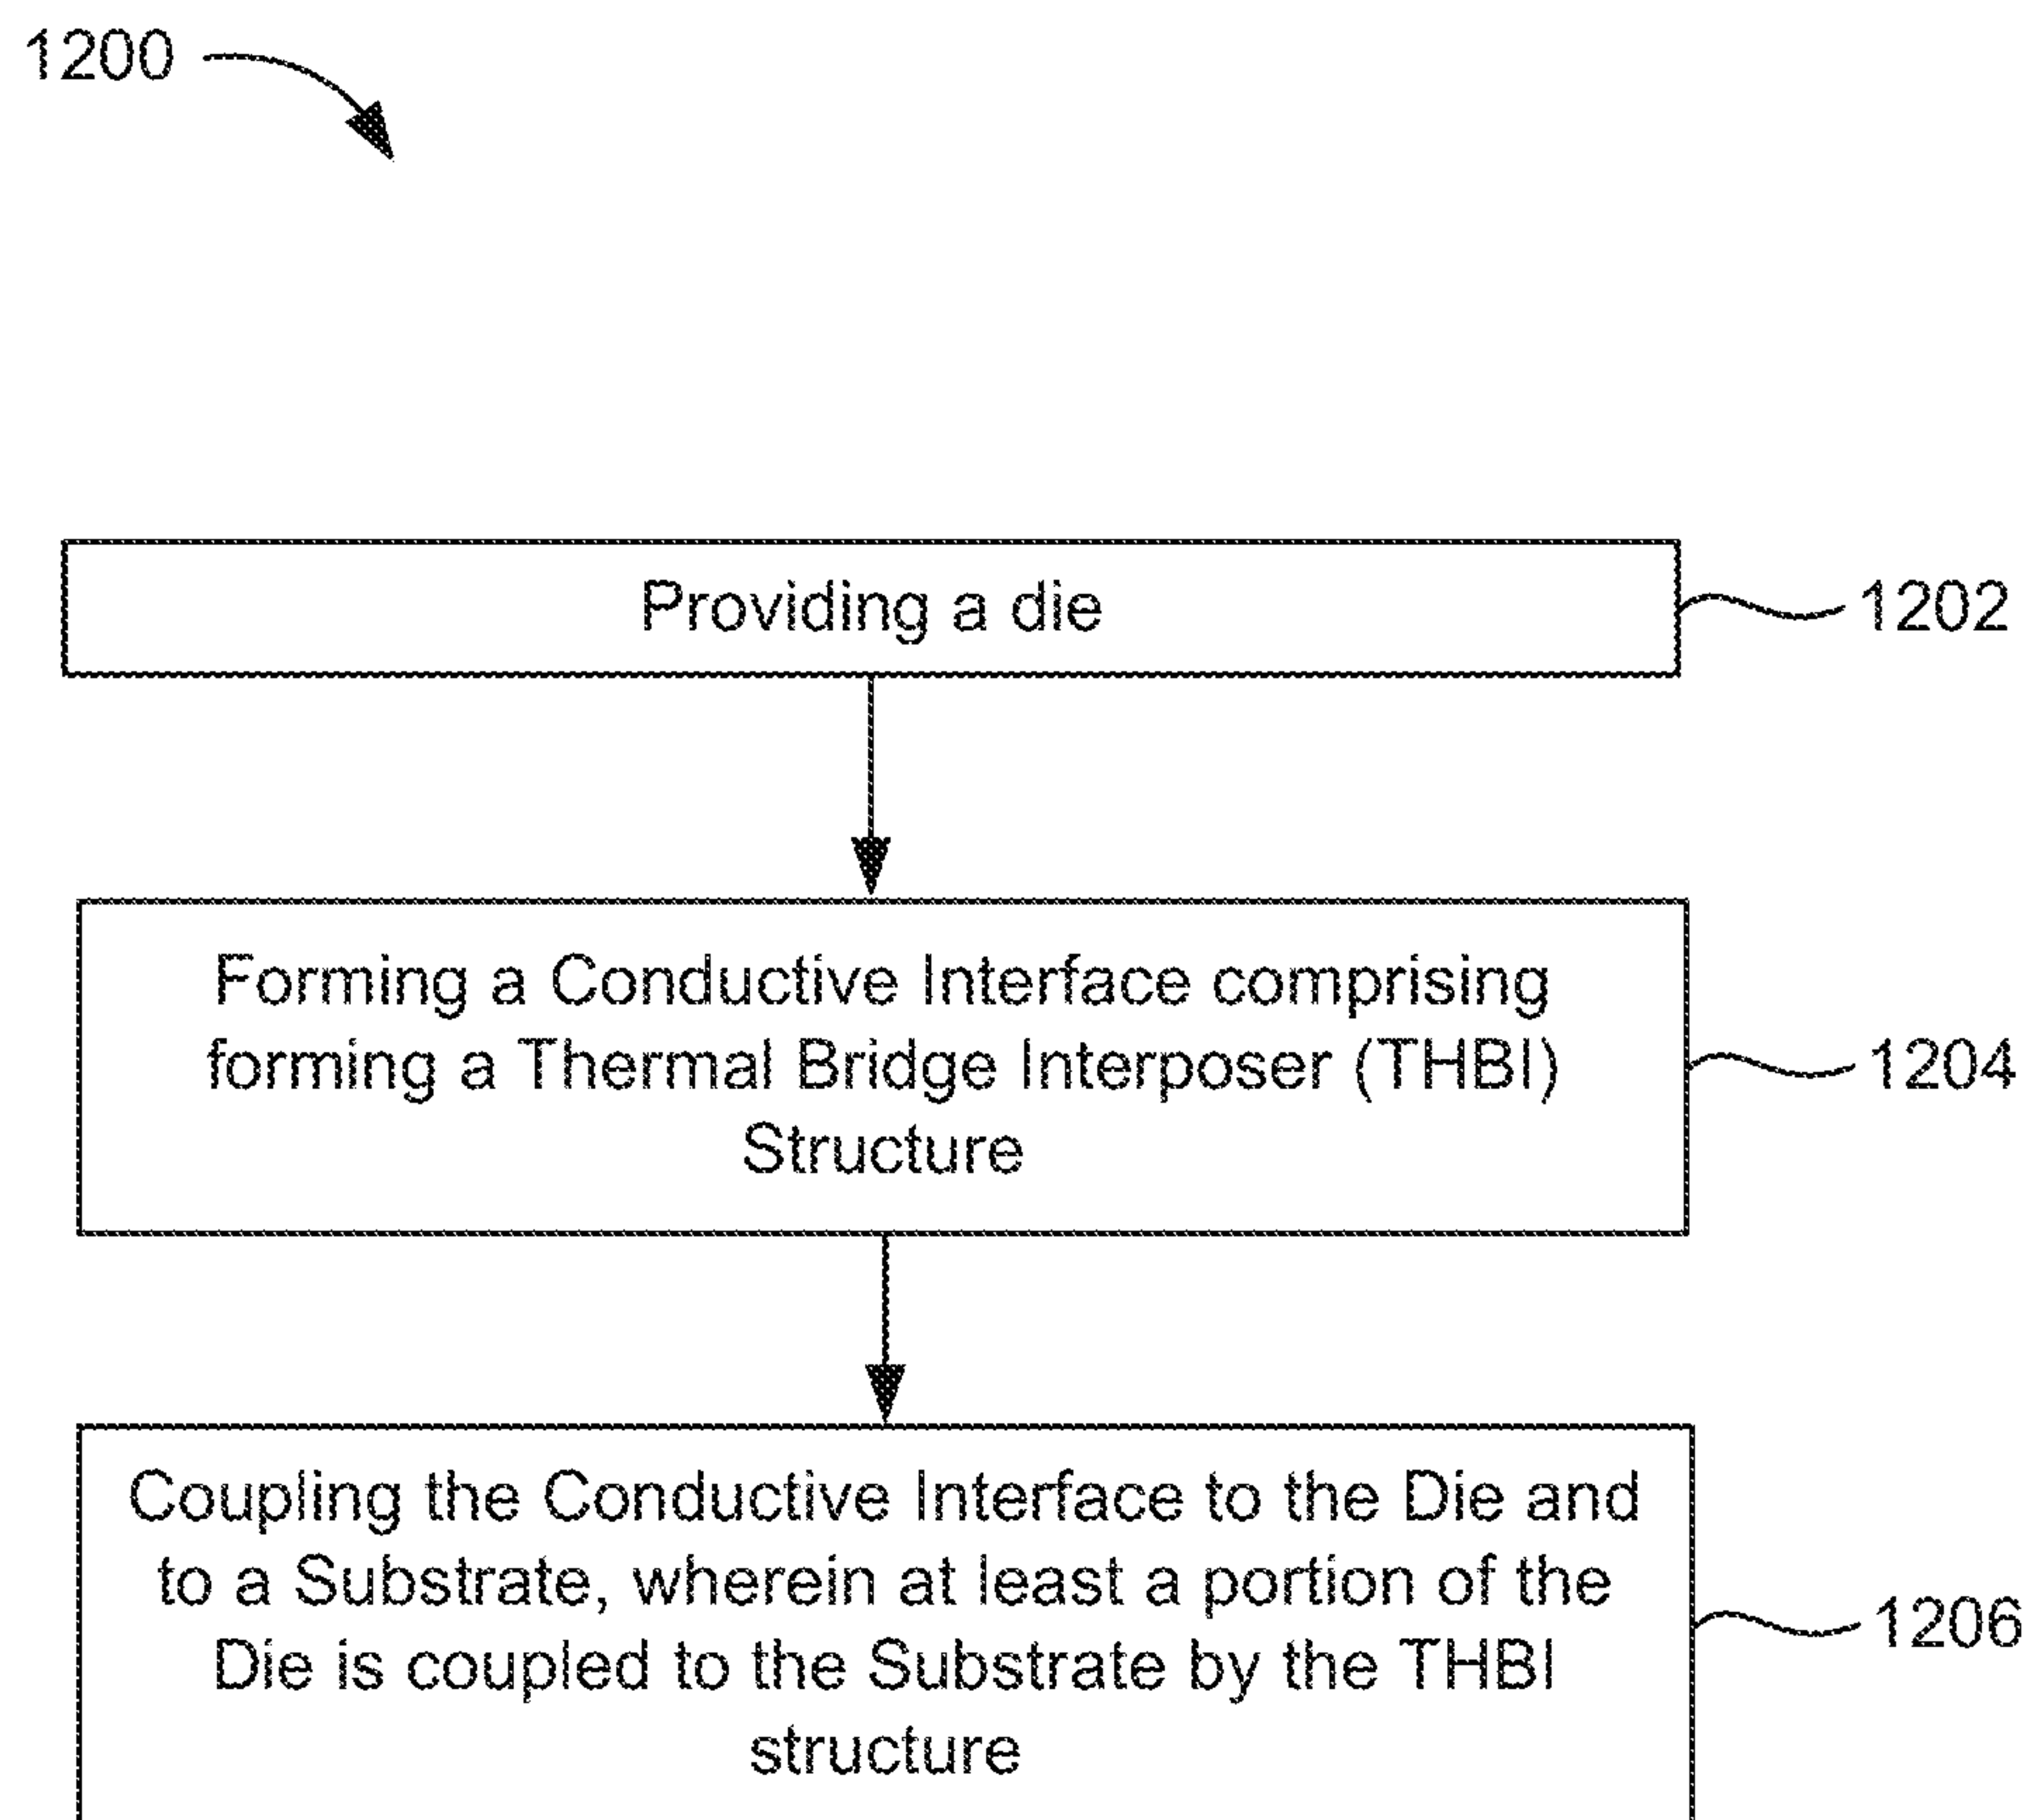 1200
Providing a die
1202
Forming a Conductive Interface comprising
forming a Thermal Bridge Interposer (THBI)
Structure
1204
Coupling the Conductive Interface to the Die and
to a Substrate, wherein at least a portion of the
Die is coupled to the Substrate by the THBI
structure
1206